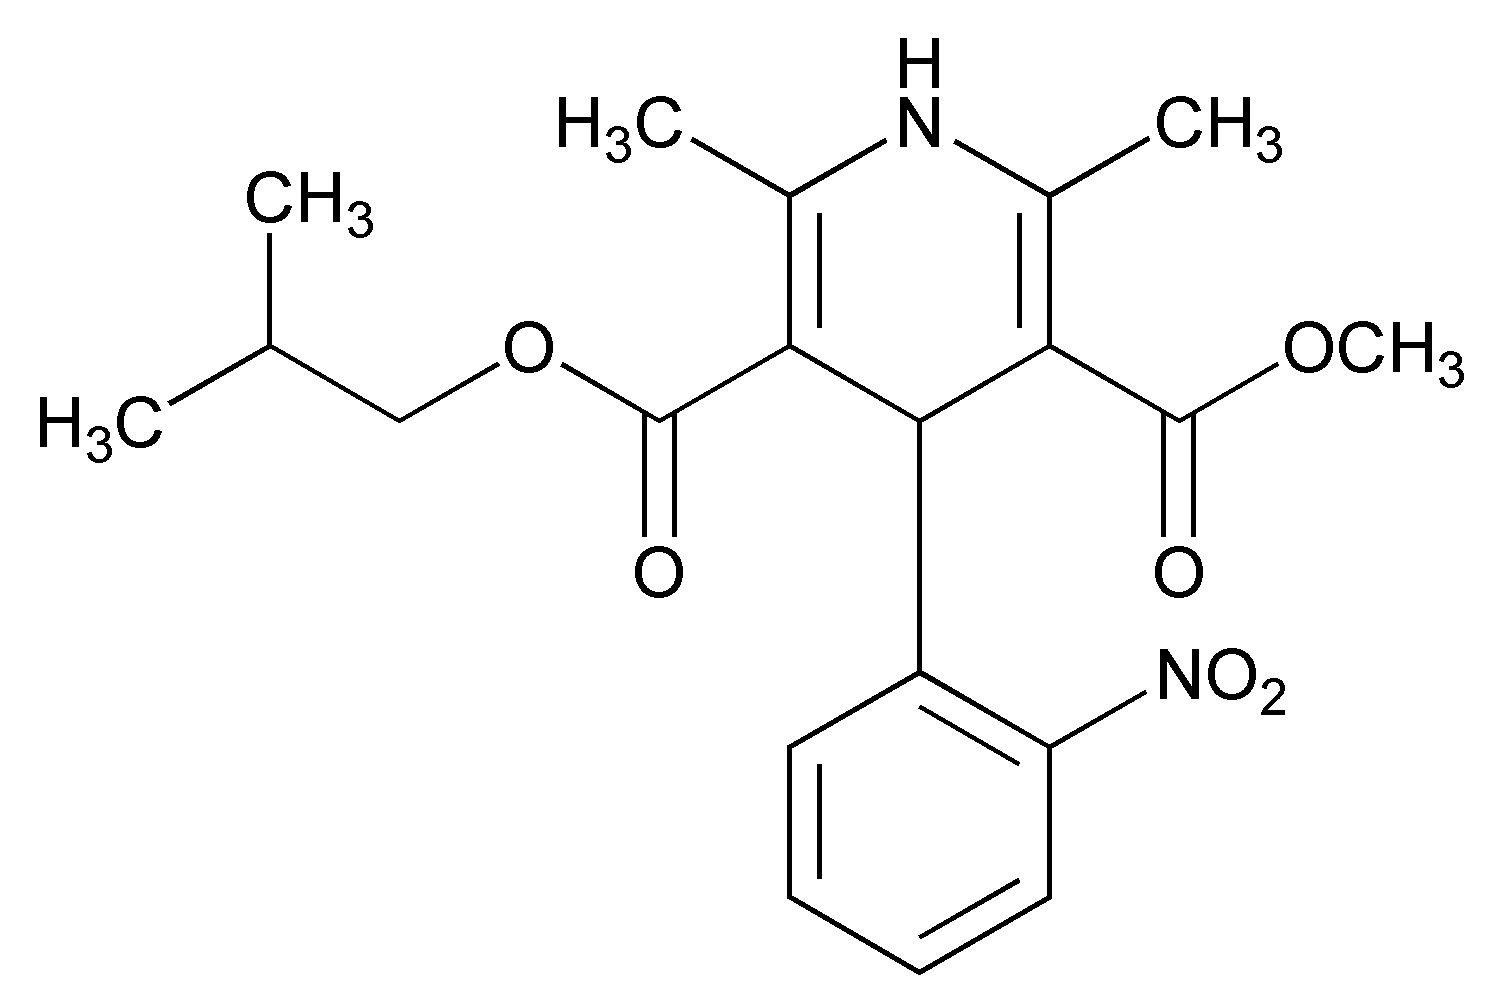 H
H₃C N CH₃
CH₃
O OCH₃
H₃C
O O
NO₂